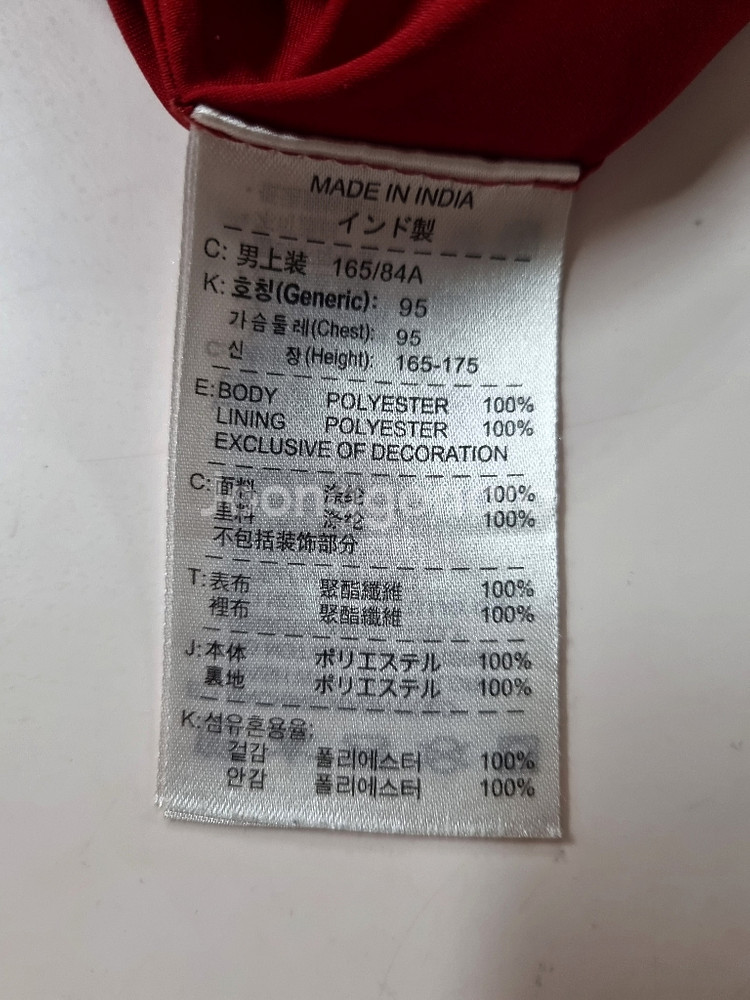 MADE IN INDIA
インド製
C: 男上装 165/84A
K: 호칭(Generic): 95
가슴둘레(Chest): 95
신 장(Height): 165-175
E: BODY POLYESTER 100%
LINING POLYESTER 100%
EXCLUSIVE OF DECORATION
C: 面料 涤纶 100%
里料 涤纶 100%
不包括装饰部分
T: 表布 聚酯纖維 100%
裡布 聚酯纖維 100%
J: 本体 ポリエステル 100%
裏地 ポリエステル 100%
K: 섬유혼용율;
겉감 폴리에스터 100%
안감 폴리에스터 100%